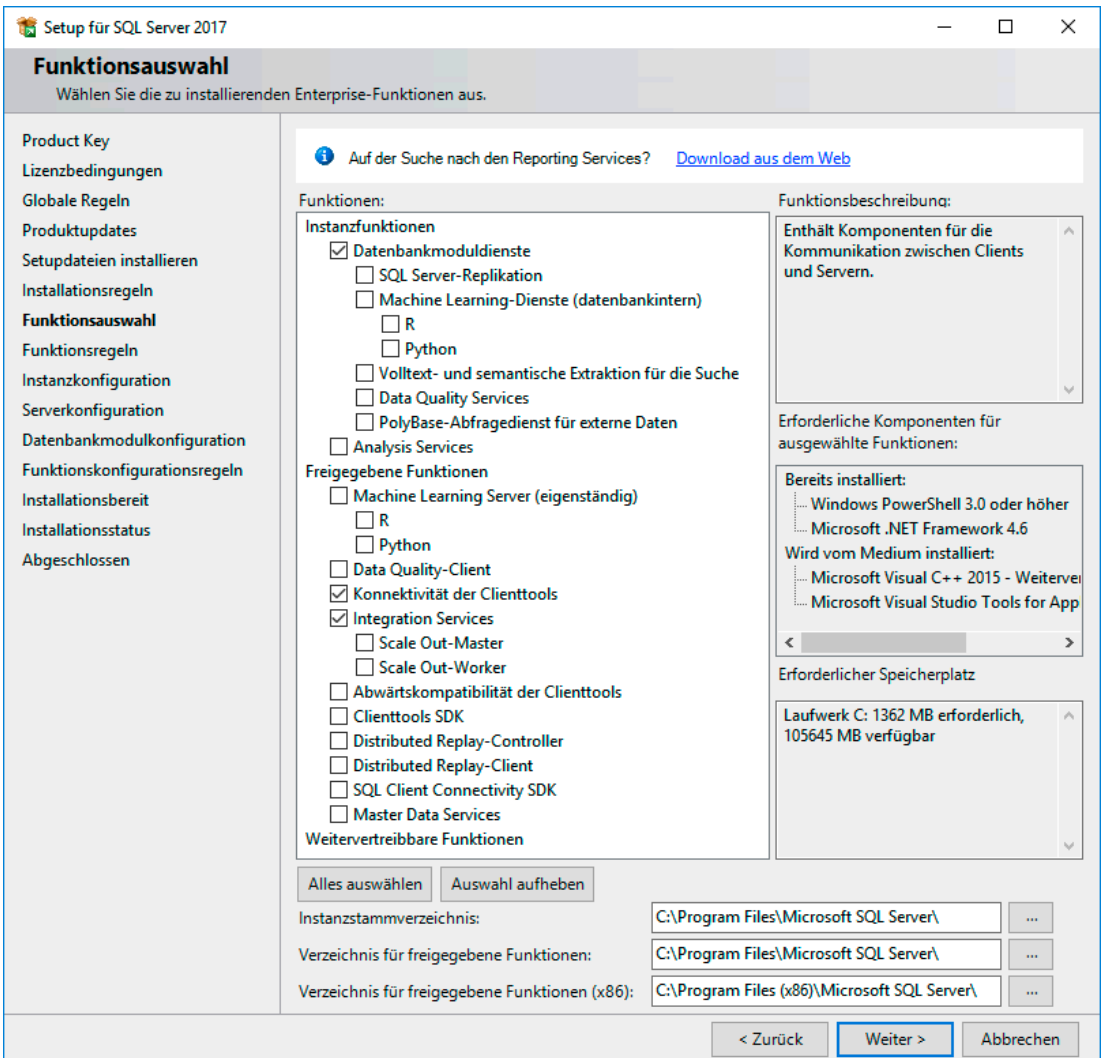 Setup für SQL Server 2017
Funktionsauswahl
Wählen Sie die zu installierenden Enterprise-Funktionen aus.
Product Key
Lizenzbedingungen
Globale Regeln
Produktupdates
Setupdateien installieren
Installationsregeln
Funktionsauswahl
Funktionsregeln
Instanzkonfiguration
Serverkonfiguration
Datenbankmodulkonfiguration
Funktionskonfigurationsregeln
Installationsbereit
Installationsstatus
Abgeschlossen
Auf der Suche nach den Reporting Services? Download aus dem Web
Funktionen:
Instanzfunktionen
Datenbankmoduldienste
SQL Server-Replikation
Machine Learning-Dienste (datenbankintern)
R
Python
Volltext- und semantische Extraktion für die Suche
Data Quality Services
PolyBase-Abfragedienst für externe Daten
Analysis Services
Freigegebene Funktionen
Machine Learning Server (eigenständig)
R
Python
Data Quality-Client
Konnektivität der Clienttools
Integration Services
Scale Out-Master
Scale Out-Worker
Abwärtskompatibilität der Clienttools
Clienttools SDK
Distributed Replay-Controller
Distributed Replay-Client
SQL Client Connectivity SDK
Master Data Services
Weitervertreibbare Funktionen
Funktionsbeschreibung:
Enthält Komponenten für die
Kommunikation zwischen Clients
und Servern.
Erforderliche Komponenten für
ausgewählte Funktionen:
Bereits installiert:
Windows PowerShell 3.0 oder höher
Microsoft .NET Framework 4.6
Wird vom Medium installiert:
Microsoft Visual C++ 2015 - Weiterver
Microsoft Visual Studio Tools for App
Erforderlicher Speicherplatz
Laufwerk C: 1362 MB erforderlich,
105645 MB verfügbar
Alles auswählen Auswahl aufheben
Instanzstammverzeichnis: C:\Program Files\Microsoft SQL Server\ ...
Verzeichnis für freigegebene Funktionen: C:\Program Files\Microsoft SQL Server\ ...
Verzeichnis für freigegebene Funktionen (x86): C:\Program Files (x86)\Microsoft SQL Server\ ...
< Zurück Weiter > Abbrechen